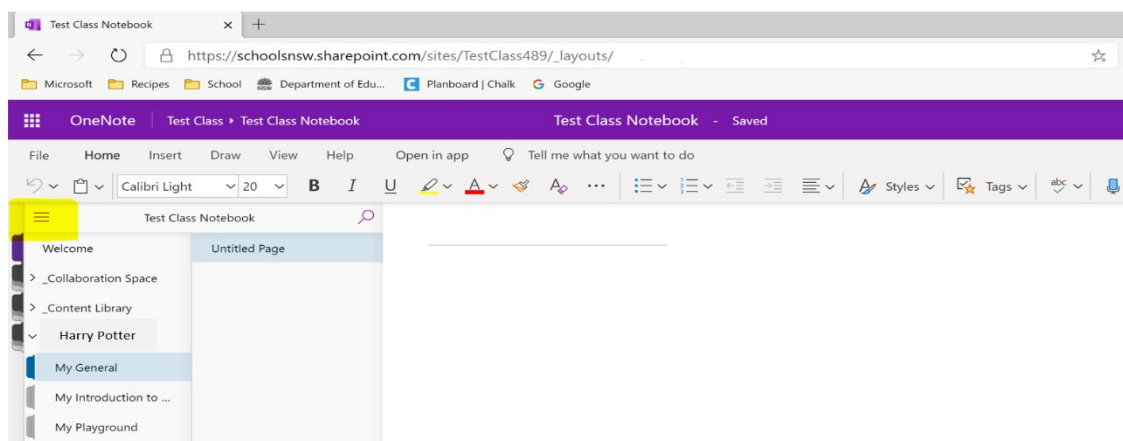 Test Class Notebook
https://schoolsnsw.sharepoint.com/sites/TestClass489/_layouts/
Microsoft Recipes School NSW Department of Edu... C Planboard | Chalk G Google
OneNote Test Class ▸ Test Class Notebook Test Class Notebook - Saved
File Home Insert Draw View Help Open in app Tell me what you want to do
Calibri Light 20 B I U A A ... Styles Tags abc
Test Class Notebook
Welcome Untitled Page
_Collaboration Space
_Content Library
Harry Potter
My General
My Introduction to ...
My Playground